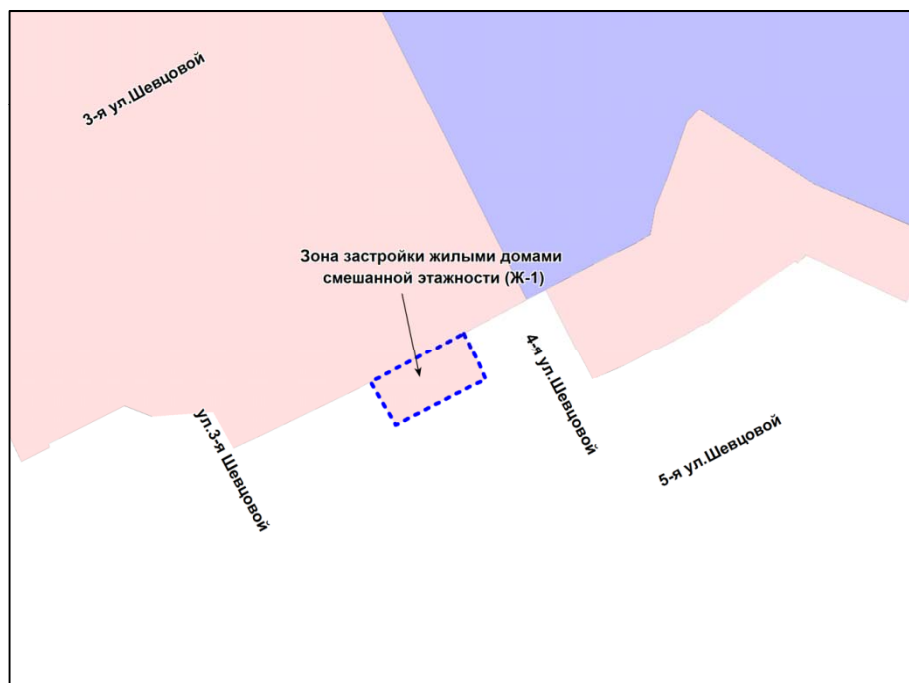 3-я ул.Шевцовой
Зона застройки жилыми домами
смешанной этажности (Ж-1)
4-я ул.Шевцовой
ул.3-я Шевцовой
5-я ул.Шевцовой